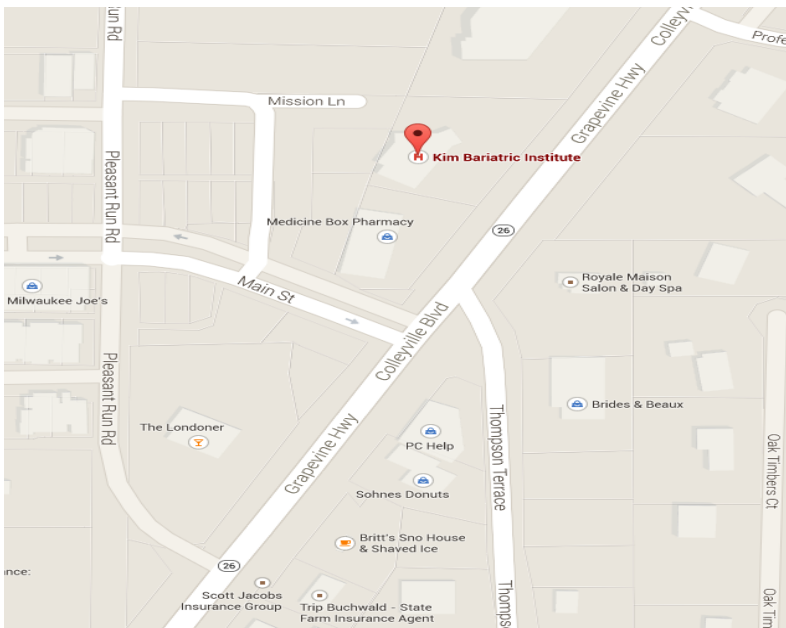 Run Rd
Colleyville
Profe
Mission Ln
Grapevine Hwy
Kim Bariatric Institute
Pleasant Run Rd
Medicine Box Pharmacy
26
Royale Maison
Salon & Day Spa
Milwaukee Joe's
Main St
Colleyville Blvd
Pleasant Run Rd
Brides & Beaux
The Londoner
PC Help
Thompson Terrace
Oak Timbers Ct
Grapevine Hwy
Sohnes Donuts
Britt's Sno House
& Shaved Ice
26
nce:
Scott Jacobs
Insurance Group
Trip Buchwald - State
Farm Insurance Agent
Thompson
Oak Tim